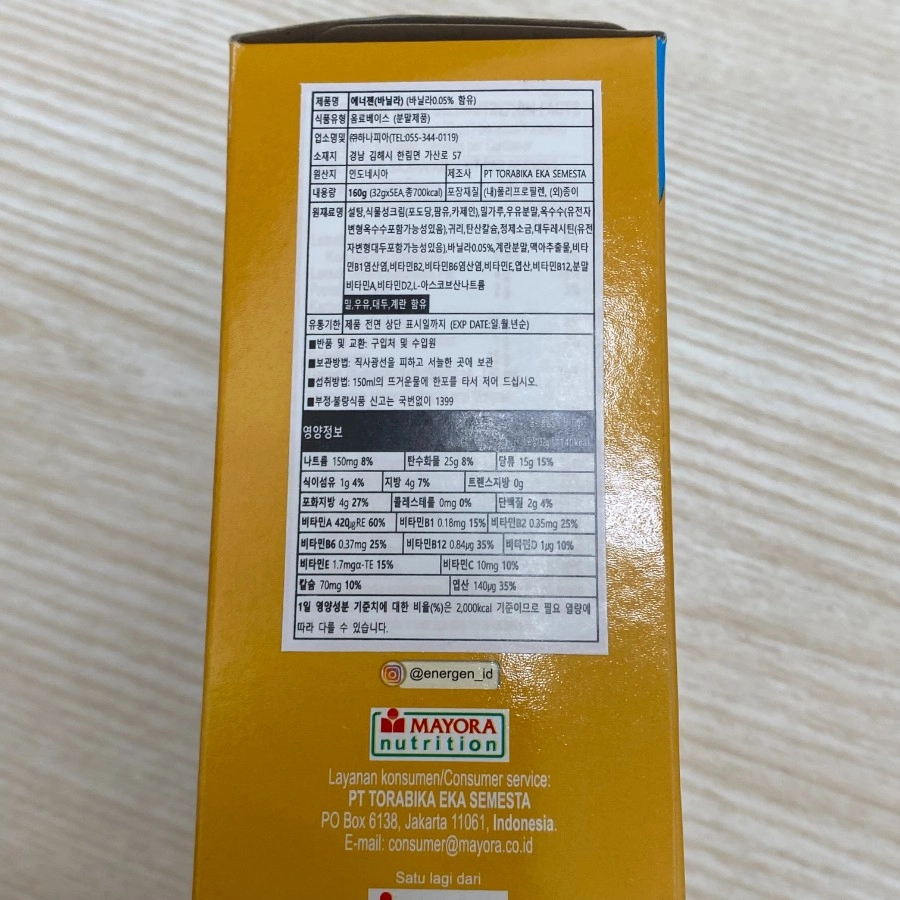 제품명 에너젠(바닐라) (바닐라0.05% 함유)
식품유형 음료베이스 (분말제품)
업소명및 ㈜하나피아(TEL:055-344-0119)
소재지 경남 김해시 한림면 가산로 57
원산지 인도네시아 제조사 PT TORABIKA EKA SEMESTA
내용량 160g (32gx5EA,총700kcal) 포장재질 (내)폴리프로필렌, (외)종이
원재료명 설탕,식물성크림(포도당,팜유,카제인),밀가루,우유분말,옥수수(유전자
변형옥수수포함가능성있음),귀리,탄산칼슘,정제소금,대두레시틴(유전
자변형대두포함가능성있음),바닐라0.05%,계란분말,맥아추출물,비타
민B1염산염,비타민B2,비타민B6염산염,비타민E,엽산,비타민B12,분말
비타민A,비타민D2,L-아스코브산나트륨
밀,우유,대두,계란 함유
유통기한 제품 전면 상단 표시일까지 (EXP DATE:일.월.년순)
■반품 및 교환: 구입처 및 수입원
■보관방법: 직사광선을 피하고 서늘한 곳에 보관
■섭취방법: 150ml의 뜨거운물에 한포를 타서 저어 드십시오.
■부정·불량식품 신고는 국번없이 1399
영양정보
나트륨 150mg 8% 탄수화물 25g 8% 당류 15g 15%
식이섬유 1g 4% 지방 4g 7% 트랜스지방 0g
포화지방 4g 27% 콜레스테롤 0mg 0% 단백질 2g 4%
비타민A 420㎍RE 60% 비타민B1 0.18mg 15% 비타민B2 0.35mg 25%
비타민B6 0.37mg 25% 비타민B12 0.84㎍ 35% 비타민D 1㎍ 10%
비타민E 1.7mgα-TE 15% 비타민C 10mg 10%
칼슘 70mg 10% 엽산 140㎍ 35%
1일 영양성분 기준치에 대한 비율(%)은 2,000kcal 기준이므로 필요 열량에
따라 다를 수 있습니다.
@energen_id
MAYORA
nutrition
Layanan konsumen/Consumer service:
PT TORABIKA EKA SEMESTA
PO Box 6138, Jakarta 11061, Indonesia.
E-mail: consumer@mayora.co.id
Satu lagi dari